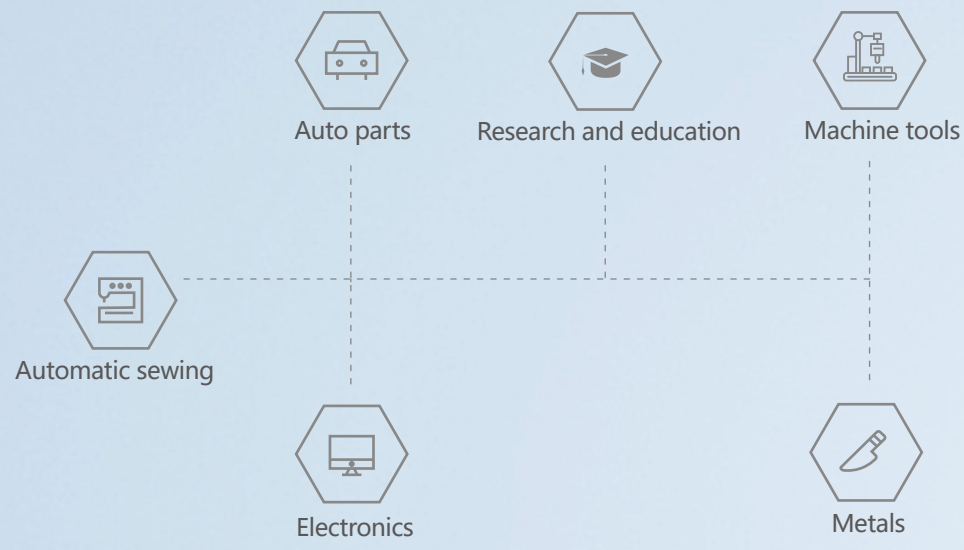 Auto parts
Research and education
Machine tools
Automatic sewing
Electronics
Metals